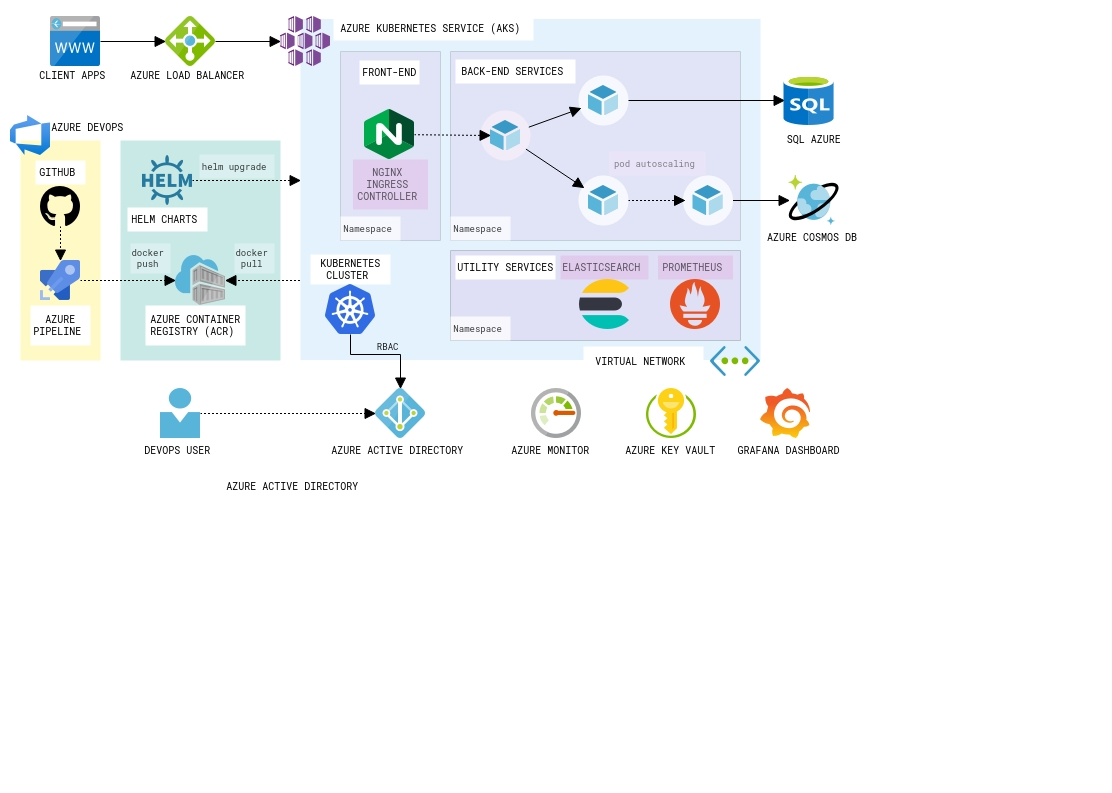 AZURE KUBERNETES SERVICE (AKS)
WWW
CLIENT APPS
AZURE LOAD BALANCER
FRONT-END
BACK-END SERVICES
SQL
SQL AZURE
AZURE DEVOPS
GITHUB
HELM
helm upgrade
HELM CHARTS
N
NGINX
INGRESS
CONTROLLER
pod autoscaling
Namespace
Namespace
AZURE COSMOS DB
docker
push
docker
pull
AZURE
PIPELINE
AZURE CONTAINER
REGISTRY (ACR)
KUBERNETES
CLUSTER
UTILITY SERVICES
ELASTICSEARCH
PROMETHEUS
Namespace
RBAC
VIRTUAL NETWORK
DEVOPS USER
AZURE ACTIVE DIRECTORY
AZURE MONITOR
AZURE KEY VAULT
GRAFANA DASHBOARD
AZURE ACTIVE DIRECTORY